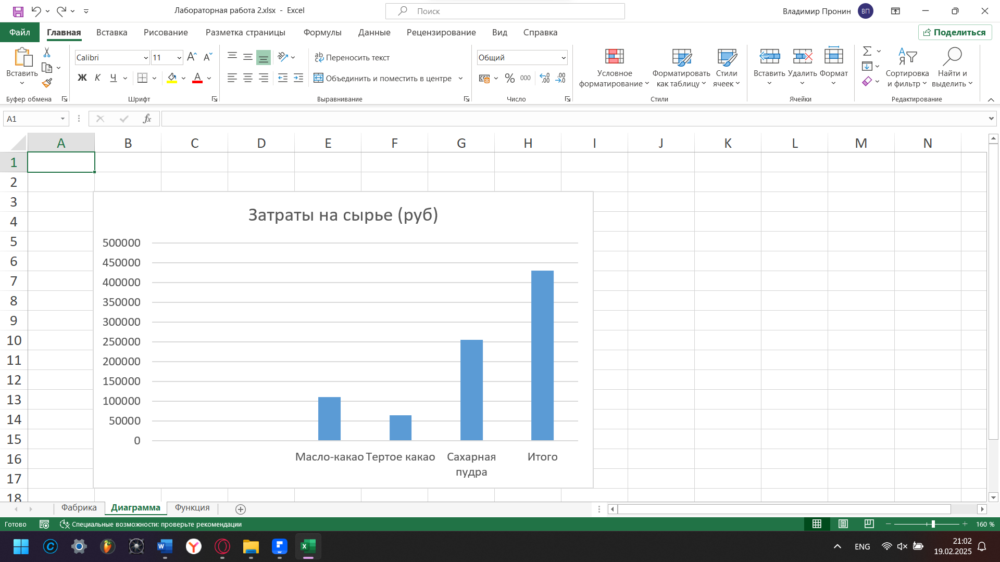 Лабораторная работа 2.xlsx - Excel
Поиск
Владимир Пронин
ВП
Файл Главная Вставка Рисование Разметка страницы Формулы Данные Рецензирование Вид Справка
Поделиться
Вставить
Буфер обмена
Calibri 11
Ж К Ч
Шрифт
ab Переносить текст
Объединить и поместить в центре
Выравнивание
Общий
% 000
Число
Условное форматирование
Форматировать как таблицу
Стили ячеек
Стили
Вставить Удалить Формат
Ячейки
Сортировка и фильтр
Найти и выделить
Редактирование
A1
fx
A B C D E F G H I J K L M N
1
2
3
4
5
6
7
8
9
10
11
12
13
14
15
16
17
18
Затраты на сырье (руб)
500000
450000
400000
350000
300000
250000
200000
150000
100000
50000
0
Масло-какао Тертое какао Сахарная пудра Итого
Фабрика Диаграмма Функция
Готово
Специальные возможности: проверьте рекомендации
160 %
ENG
21:02
19.02.2025